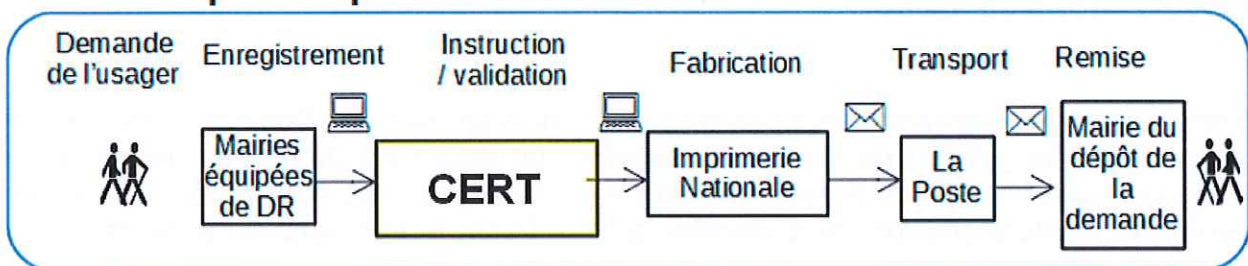 Demande
de l'usager
Enregistrement
Instruction
/ validation
Fabrication
Transport
Remise
Mairies
équipées
de DR
CERT
Imprimerie
Nationale
La
Poste
Mairie du
dépôt de
la
demande